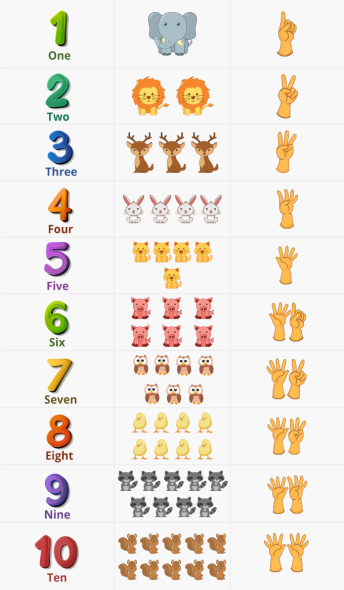 1
One
2
Two
3
Three
4
Four
5
Five
6
Six
7
Seven
8
Eight
9
Nine
10
Ten